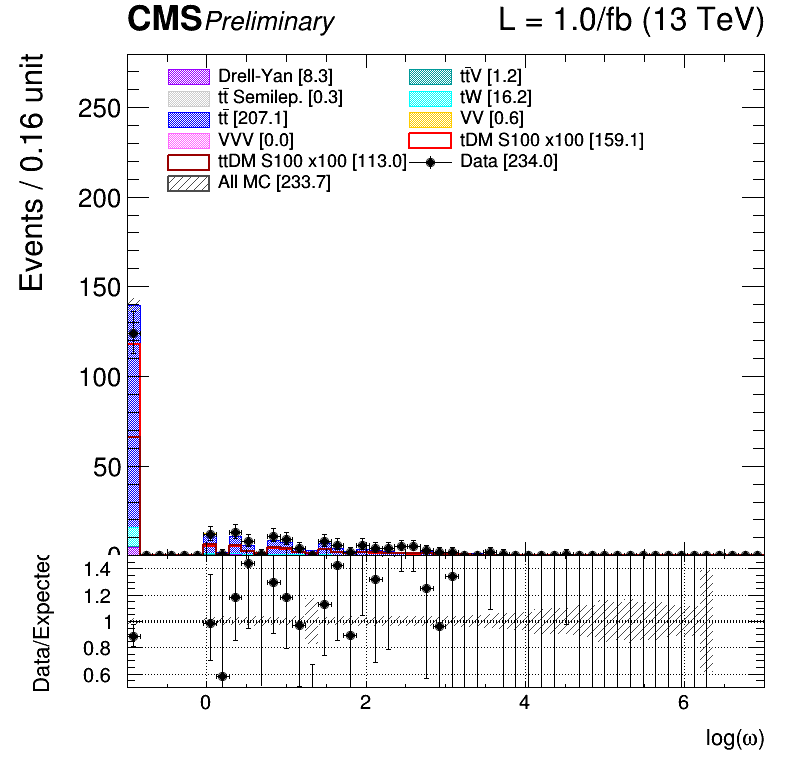 CMS Preliminary L = 1.0/fb (13 TeV)
Events / 0.16 unit
250
200
150
100
50
0
Drell-Yan [8.3]
tt̄V [1.2]
tt̄ Semilep. [0.3]
tW [16.2]
tt̄ [207.1]
VV [0.6]
VVV [0.0]
tDM S100 x100 [159.1]
ttDM S100 x100 [113.0]
Data [234.0]
All MC [233.7]
Data/Expected
1.4
1.2
1
0.8
0.6
0 2 4 6
log(ω)